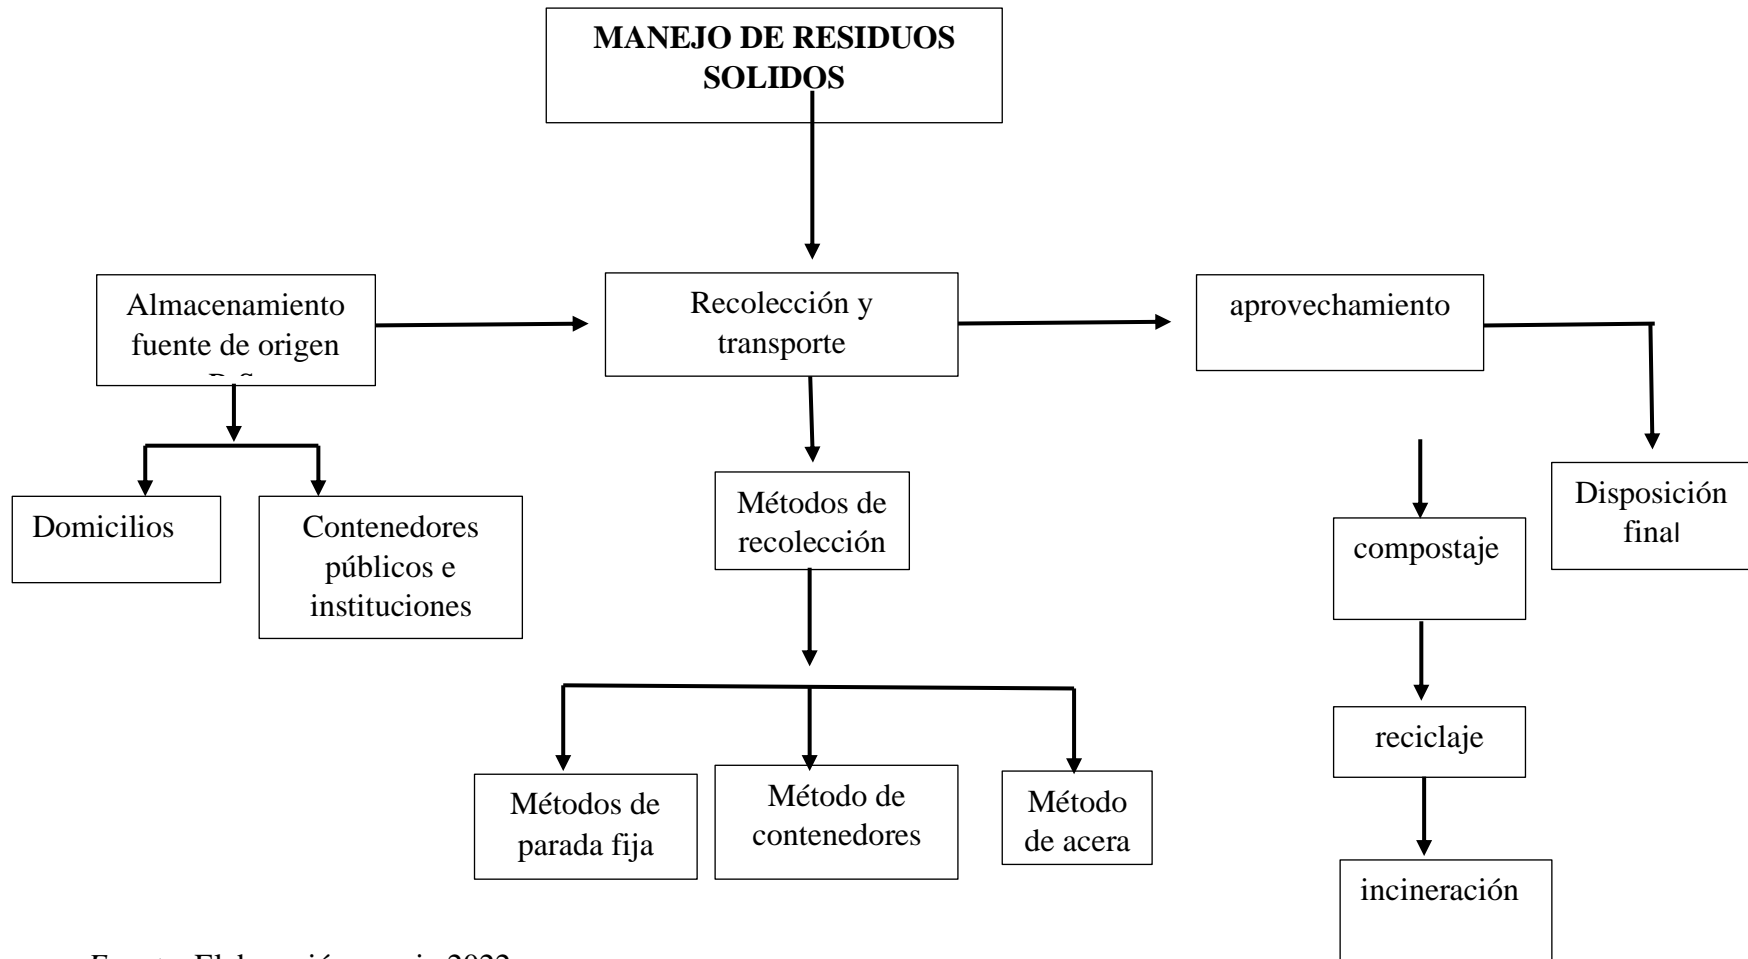 MANEJO DE RESIDUOS
SOLIDOS
Almacenamiento
fuente de origen
Recolección y
transporte
aprovechamiento
Domicilios
Contenedores
públicos e
instituciones
Métodos de
recolección
compostaje
Disposición
final
reciclaje
Métodos de
parada fija
Método de
contenedores
Método
de acera
incineración